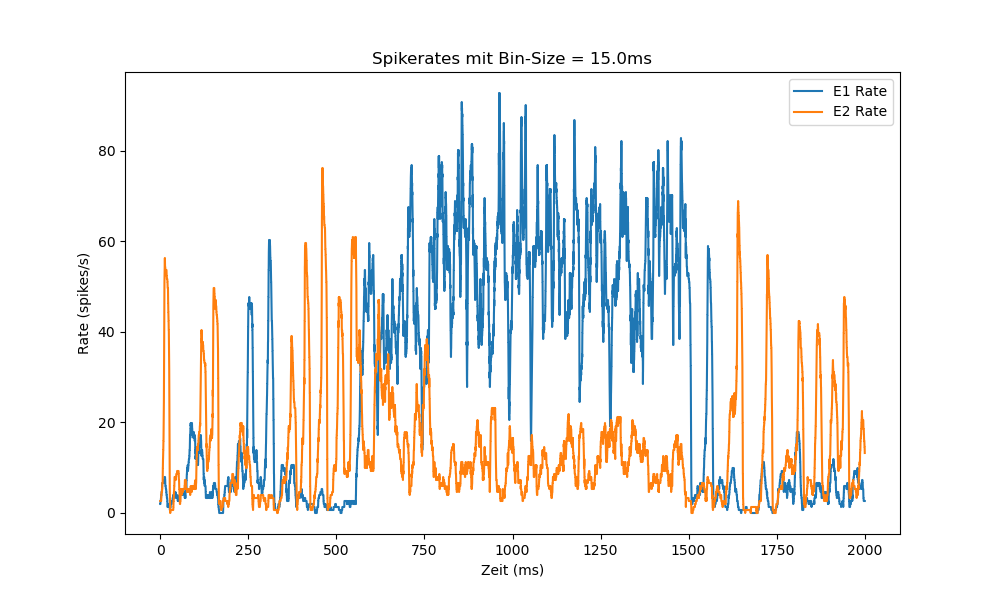 Spikerates mit Bin-Size = 15.0ms
E1 Rate
E2 Rate
80
60
40
20
0
Rate (spikes/s)
0 250 500 750 1000 1250 1500 1750 2000
Zeit (ms)